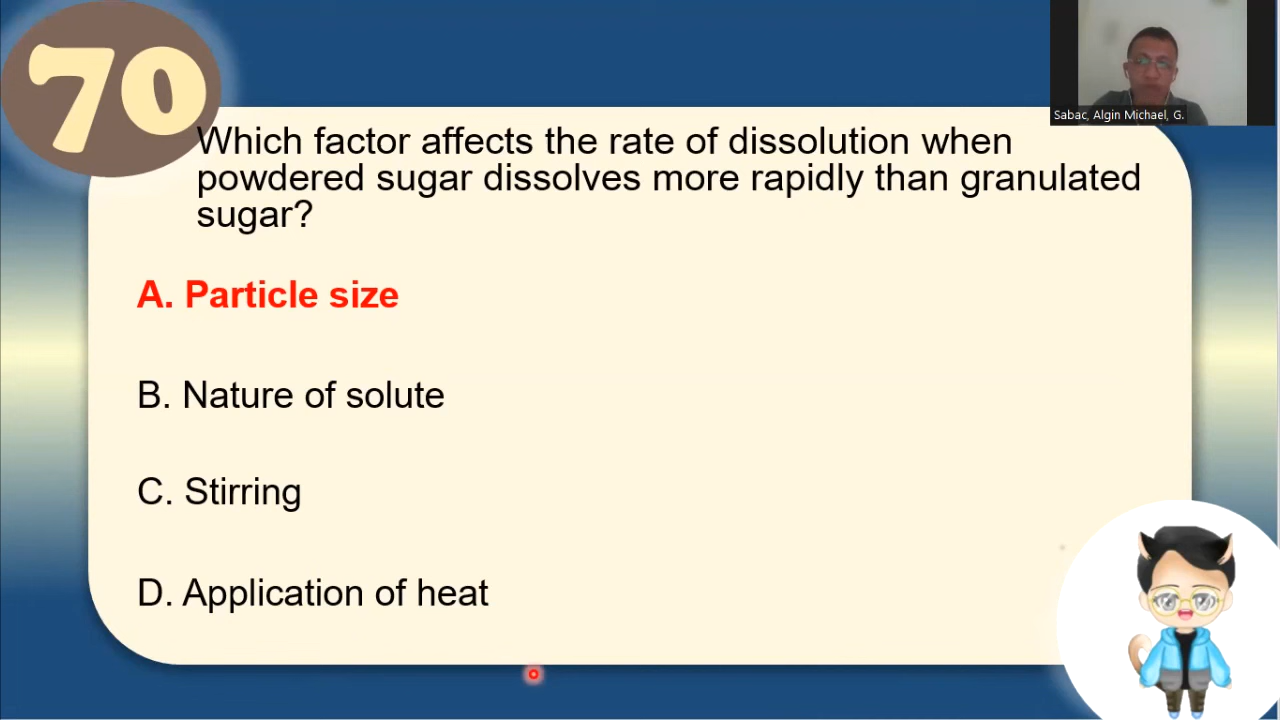 70
Sabac, Algin Michael, G.
Which factor affects the rate of dissolution when
powdered sugar dissolves more rapidly than granulated
sugar?
A. Particle size
B. Nature of solute
C. Stirring
D. Application of heat